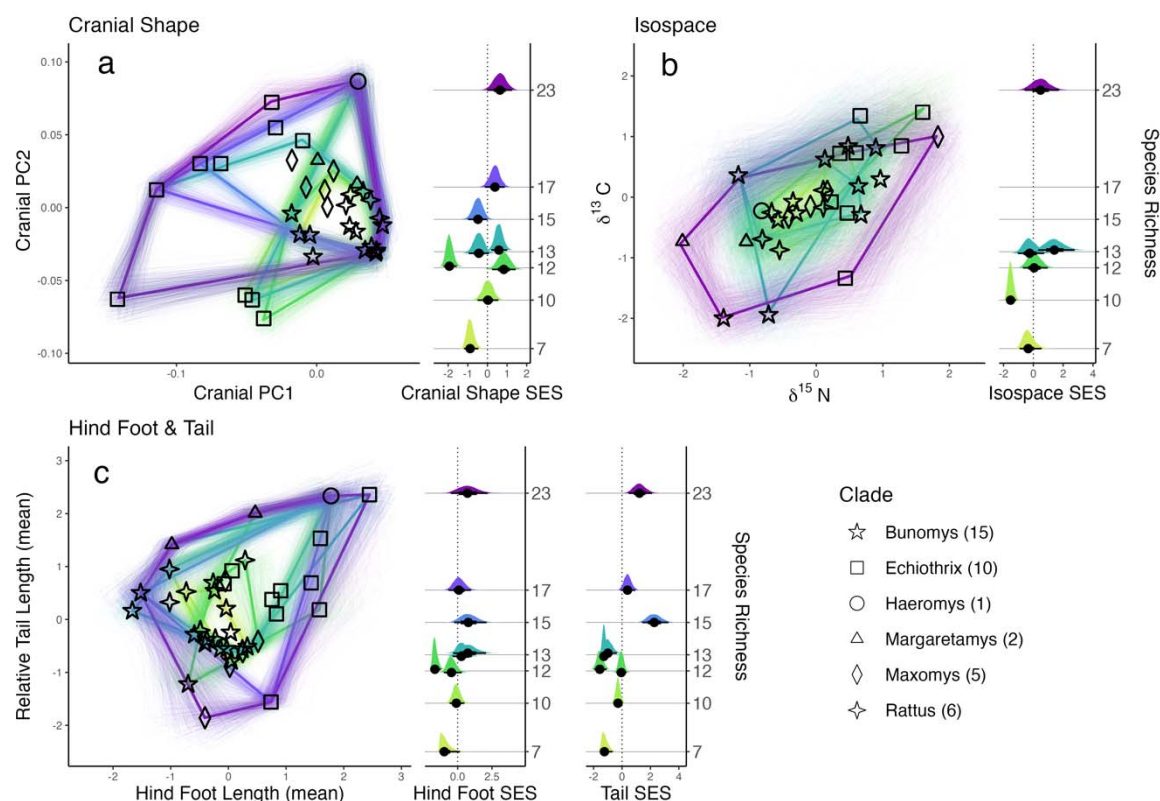 Cranial Shape
a
0.10
0.05
0.00
-0.05
-0.10
Cranial PC2
-0.1
0.0
Cranial PC1
23
17
15
13
12
10
7
-2 -1 0 1 2
Cranial Shape SES
Isospace
b
2
1
0
-1
-2
δ13 C
-2 -1 0 1 2
δ15 N
23
17
15
13
12
10
7
Species Richness
-2 0 2 4
Isospace SES
Hind Foot & Tail
c
3
2
1
0
-1
-2
Relative Tail Length (mean)
-2 -1 0 1 2 3
Hind Foot Length (mean)
23
17
15
13
12
10
7
0.0 2.5
Hind Foot SES
23
17
15
13
12
10
7
Species Richness
-2 0 2 4
Tail SES
Clade
Bunomys (15)
Echiothrix (10)
Haeromys (1)
Margaretamys (2)
Maxomys (5)
Rattus (6)